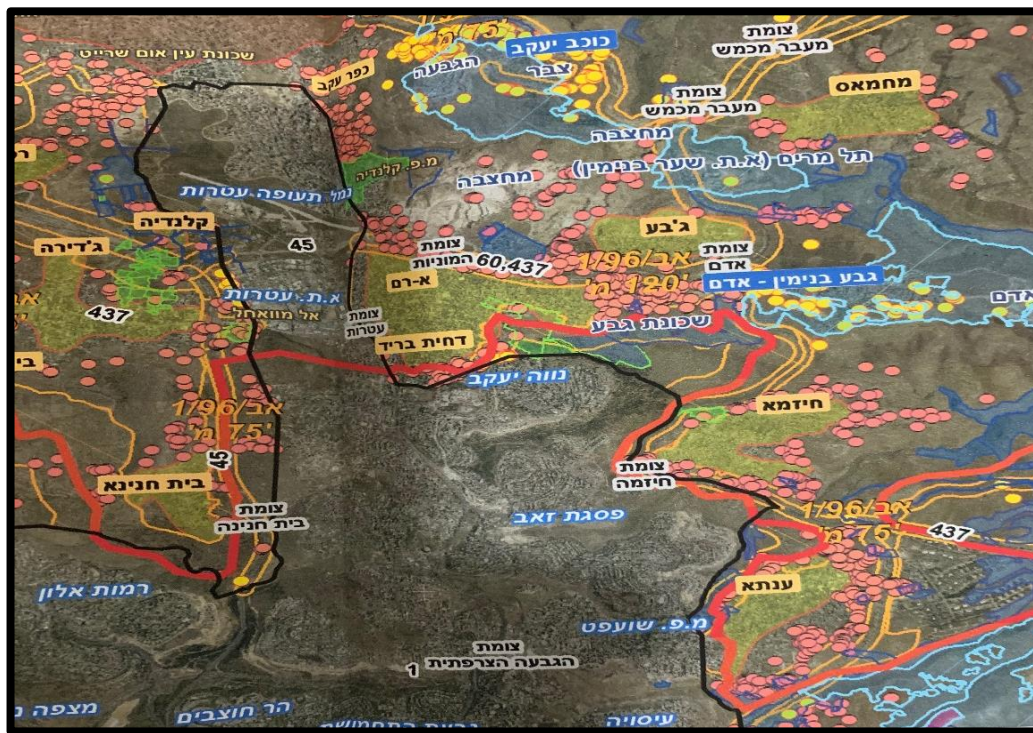 מ' 75
כוכב יעקב
צומת
מעבר מכמש
שכונת עין אום שרייט
כפר עקב
הגבעה
צבר
מחמאס
צומת
מעבר מכמש
מחצבה
תל מרים (א.ת. שער בנימין)
מ.פ. קלנדיה
מחצבה
נמל תעופה עטרות
קלנדיה
ג'דירה
45
צומת
המוניות
60,437
ג'בע
צומת
אדם
אב/1/96
120 מ'
גבע בנימין - אדם
אדם
א-רם
א.ת. עטרות
אל מוואחל
437
צומת
עטרות
שכונת גבע
דחית בריד
נווה יעקב
אב/1/96
75 מ'
חיזמא
45
צומת
חיזמה
בית חנינא
צומת
בית חנינה
פסגת זאב
אב/1/96
75 מ'
437
ענתא
רמות אלון
מ.פ. שועפט
צומת
הגבעה הצרפתית
1
הר חוצבים
מצפה
עיסויה